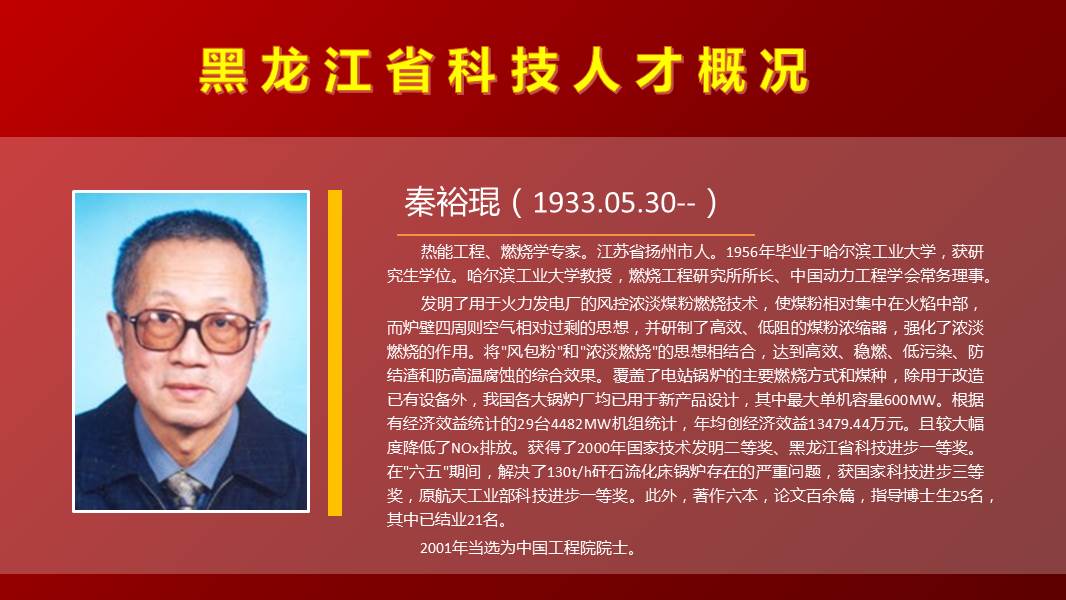 黑龙江省科技人才概况
秦裕琨（1933.05.30--）
热能工程、燃烧学专家。江苏省扬州市人。1956年毕业于哈尔滨工业大学，获研
究生学位。哈尔滨工业大学教授，燃烧工程研究所所长、中国动力工程学会常务理事。
发明了用于火力发电厂的风控浓淡煤粉燃烧技术，使煤粉相对集中在火焰中部，
而炉壁四周则空气相对过剩的思想，并研制了高效、低阻的煤粉浓缩器，强化了浓淡
燃烧的作用。将"风包粉"和"浓淡燃烧"的思想相结合，达到高效、稳燃、低污染、防
结渣和防高温腐蚀的综合效果。覆盖了电站锅炉的主要燃烧方式和煤种，除用于改造
已有设备外，我国各大锅炉厂均已用于新产品设计，其中最大单机容量600MW。根据
有经济效益统计的29台4482MW机组统计，年均创经济效益13479.44万元。且较大幅
度降低了NOx排放。获得了2000年国家技术发明二等奖、黑龙江省科技进步一等奖。
在"六五"期间，解决了130t/h矸石流化床锅炉存在的严重问题，获国家科技进步三等
奖，原航天工业部科技进步一等奖。此外，著作六本，论文百余篇，指导博士生25名，
其中已结业21名。
2001年当选为中国工程院院士。